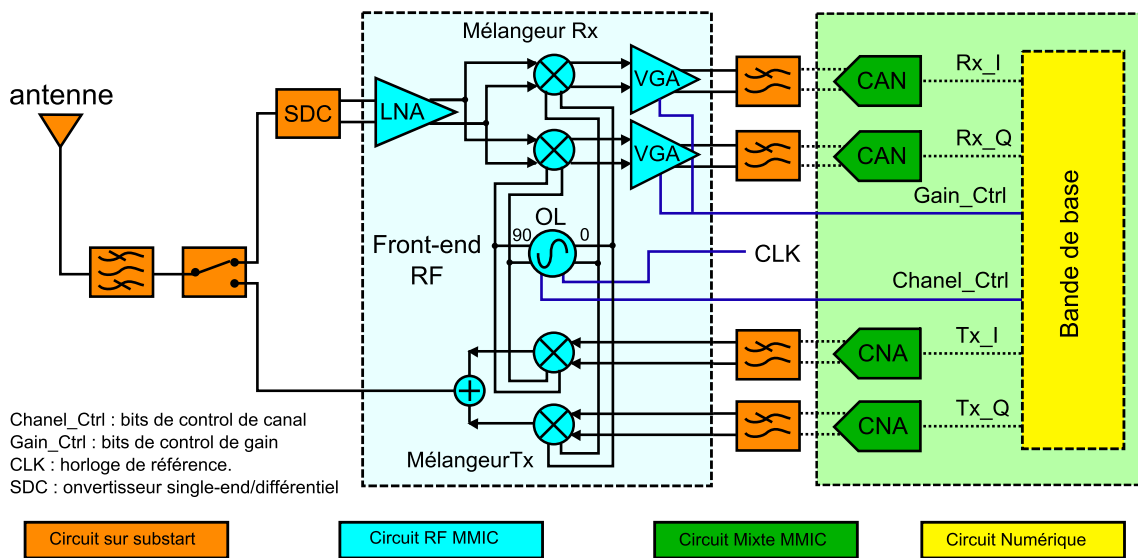 Mélangeur Rx
antenne
SDC
LNA
VGA
VGA
CAN
CAN
Rx_I
Rx_Q
Gain_Ctrl
Front-end
RF
OL
90
0
CLK
Chanel_Ctrl
Bande de base
CNA
CNA
Tx_I
Tx_Q
MélangeurTx
Chanel_Ctrl : bits de control de canal
Gain_Ctrl : bits de control de gain
CLK : horloge de référence.
SDC : onvertisseur single-end/différentiel
Circuit sur substart
Circuit RF MMIC
Circuit Mixte MMIC
Circuit Numérique